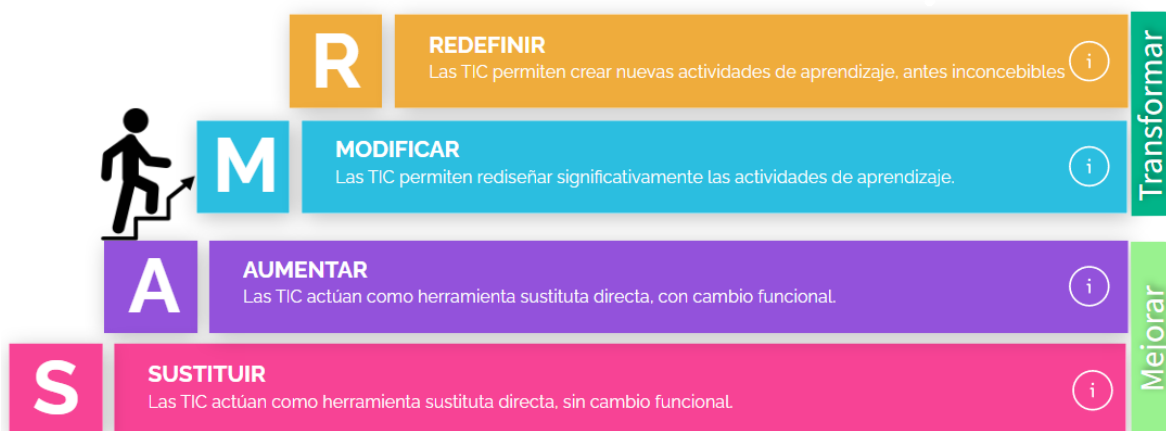 R
REDEFINIR
Las TIC permiten crear nuevas actividades de aprendizaje, antes inconcebibles
i
M
MODIFICAR
Las TIC permiten rediseñar significativamente las actividades de aprendizaje.
i
Transformar
A
AUMENTAR
Las TIC actúan como herramienta sustituta directa, con cambio funcional.
i
S
SUSTITUIR
Las TIC actúan como herramienta sustituta directa, sin cambio funcional.
i
Mejorar